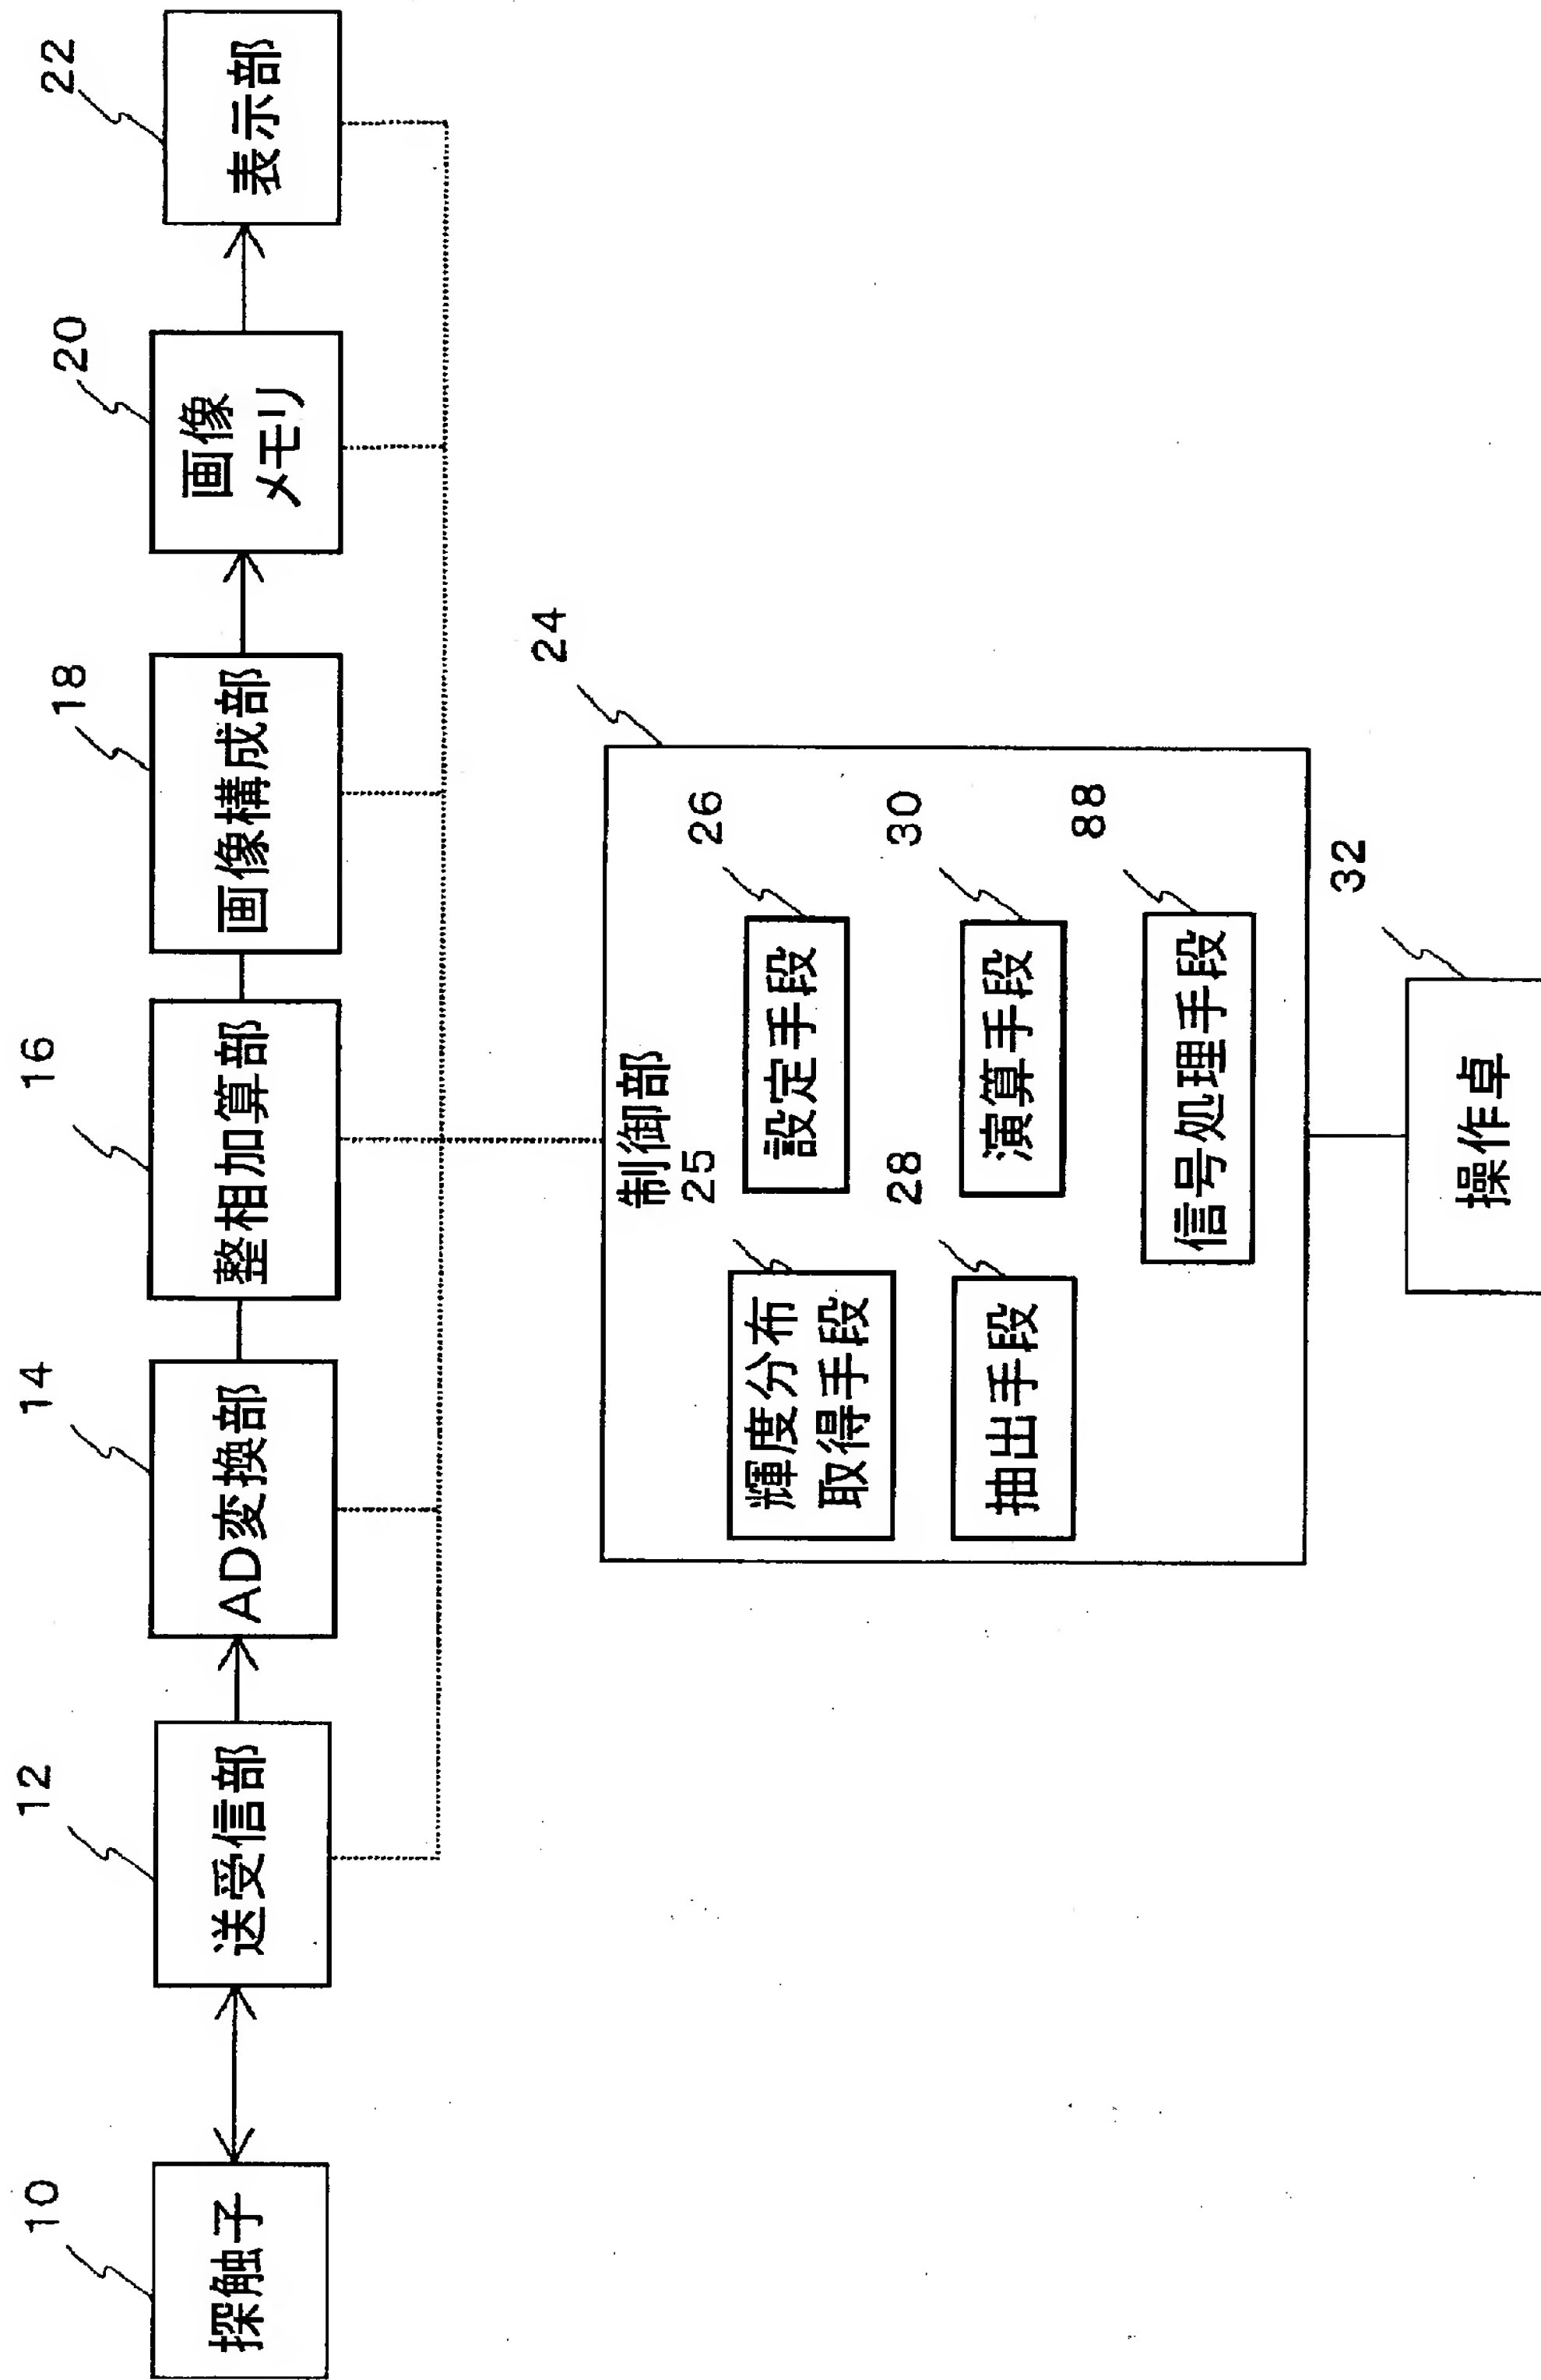 10
探触子
12
送受信部
14
AD変換部
16
整相加算部
18
画像構成部
20
画像
メモリ
22
表示部
24
制御部
25
輝度分布
取得手段
26
設定手段
28
抽出手段
30
演算手段
88
信号処理手段
32
操作卓